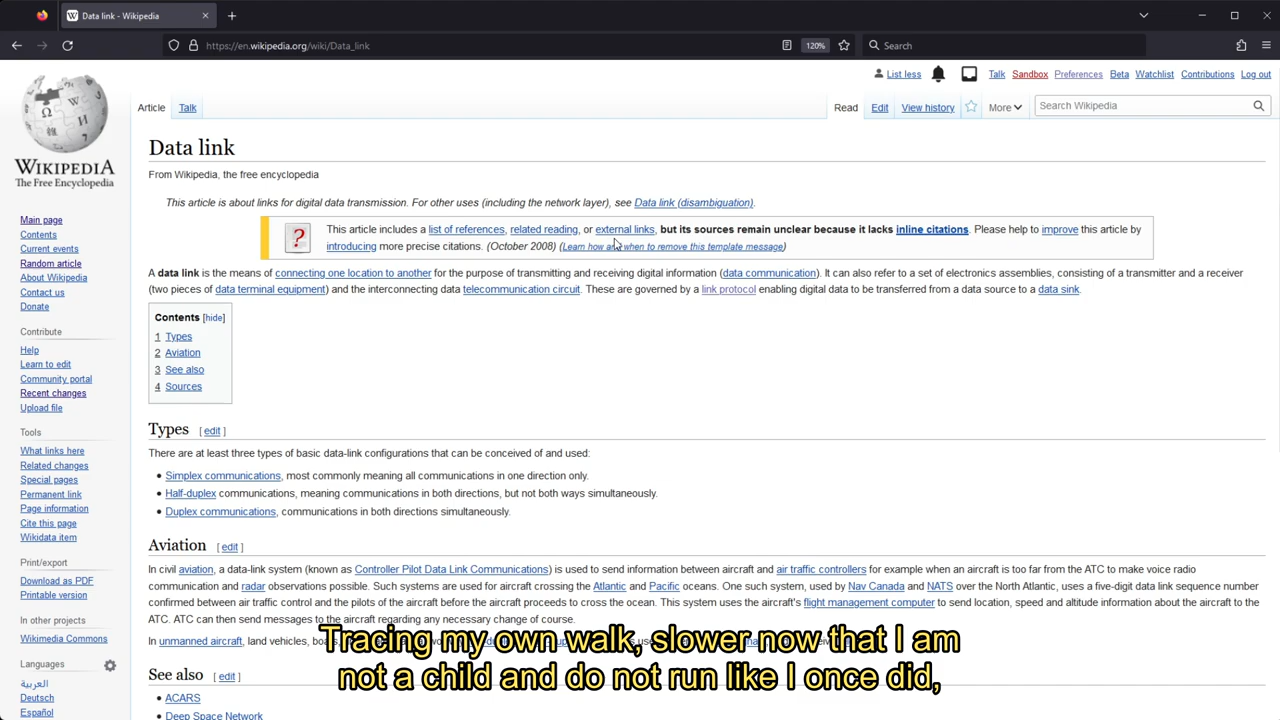 Data link - Wikipedia
https://en.wikipedia.org/wiki/Data_link
120%
Search
List less
Talk
Sandbox
Preferences
Beta
Watchlist
Contributions
Log out
Article
Talk
Read
Edit
View history
More
Search Wikipedia
WIKIPEDIA
The Free Encyclopedia
Main page
Contents
Current events
Random article
About Wikipedia
Contact us
Donate
Contribute
Help
Learn to edit
Community portal
Recent changes
Upload file
Tools
What links here
Related changes
Special pages
Permanent link
Page information
Cite this page
Wikidata item
Print/export
Download as PDF
Printable version
In other projects
Wikimedia Commons
Languages
العربية
Deutsch
Español
Data link
From Wikipedia, the free encyclopedia
This article is about links for digital data transmission. For other uses (including the network layer), see Data link (disambiguation).
This article includes a list of references, related reading, or external links, but its sources remain unclear because it lacks inline citations. Please help to improve this article by
introducing more precise citations. (October 2008) (Learn how and when to remove this template message)
A data link is the means of connecting one location to another for the purpose of transmitting and receiving digital information (data communication). It can also refer to a set of electronics assemblies, consisting of a transmitter and a receiver
(two pieces of data terminal equipment) and the interconnecting data telecommunication circuit. These are governed by a link protocol enabling digital data to be transferred from a data source to a data sink.
Contents [hide]
1 Types
2 Aviation
3 See also
4 Sources
Types [ edit ]
There are at least three types of basic data-link configurations that can be conceived of and used:
• Simplex communications, most commonly meaning all communications in one direction only.
• Half-duplex communications, meaning communications in both directions, but not both ways simultaneously.
• Duplex communications, communications in both directions simultaneously.
Aviation [ edit ]
In civil aviation, a data-link system (known as Controller Pilot Data Link Communications) is used to send information between aircraft and air traffic controllers for example when an aircraft is too far from the ATC to make voice radio
communication and radar observations possible. Such systems are used for aircraft crossing the Atlantic and Pacific oceans. One such system, used by Nav Canada and NATS over the North Atlantic, uses a five-digit data link sequence number
confirmed between air traffic control and the pilots of the aircraft before the aircraft proceeds to cross the ocean. This system uses the aircraft's flight management computer to send location, speed and altitude information about the aircraft to the
ATC. ATC can then send messages to the aircraft regarding any necessary change of course.
In unmanned aircraft, land vehicles,
See also [ edit ]
• ACARS
• Deep Space Network
Tracing my own walk, slower now that I am
not a child and do not run like I once did,